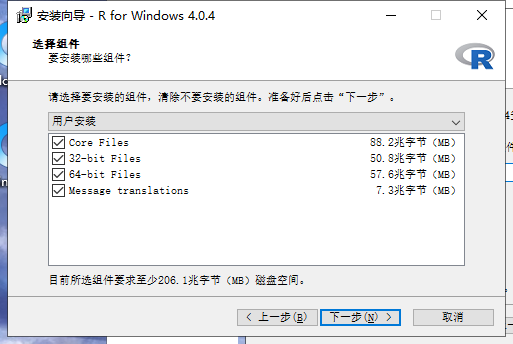 安装向导 - R for Windows 4.0.4
选择组件
要安装哪些组件?
R
请选择要安装的组件，清除不要安装的组件。准备好后点击“下一步”。
用户安装
Core Files 88.2兆字节（MB）
32-bit Files 50.8兆字节（MB）
64-bit Files 57.6兆字节（MB）
Message translations 7.3兆字节（MB）
目前所选组件要求至少206.1兆字节（MB）磁盘空间。
< 上一步(B) 下一步(N) > 取消